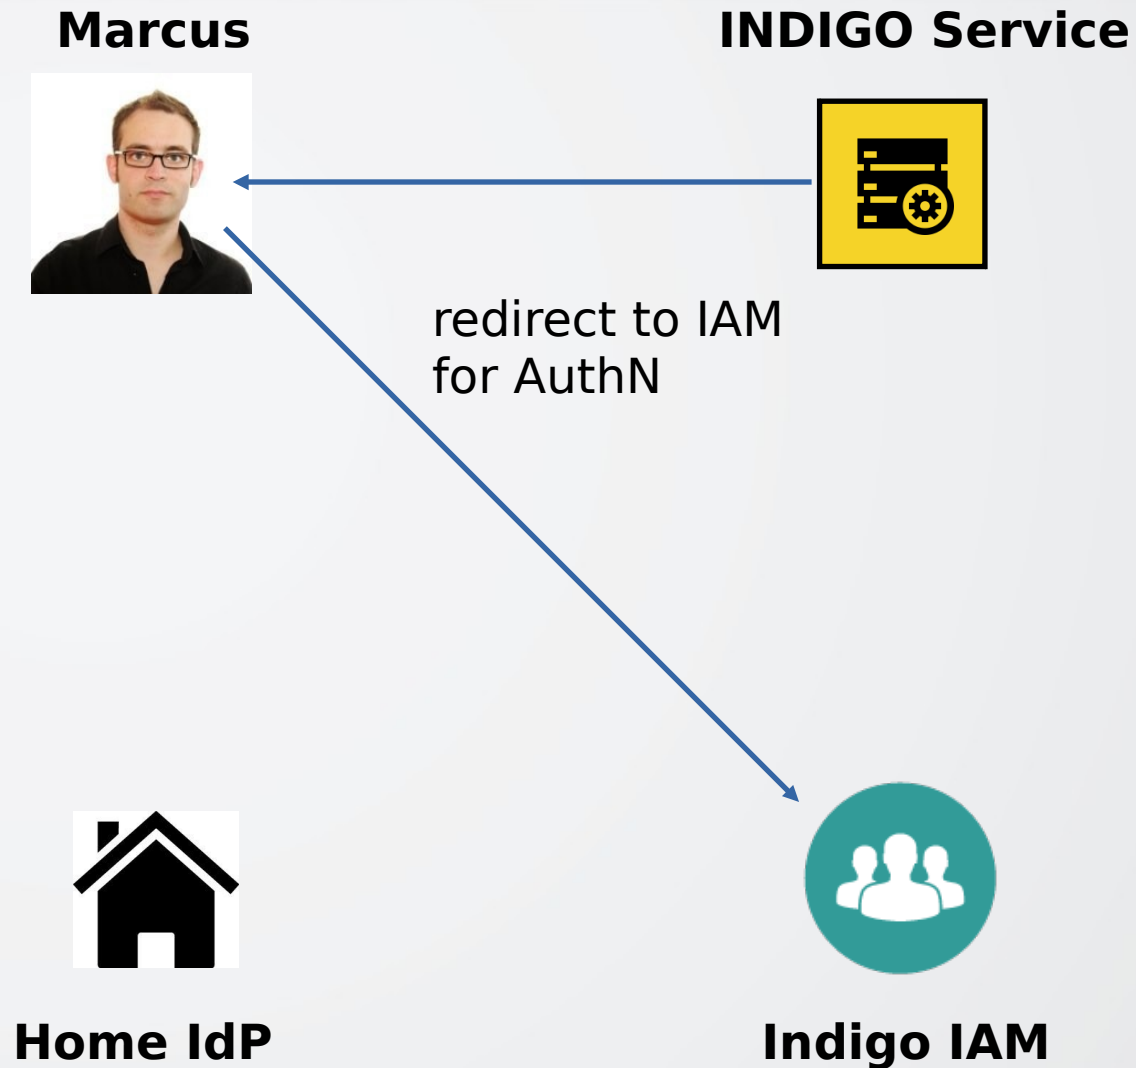 Marcus
INDIGO Service
redirect to IAM
for AuthN
Home IdP
Indigo IAM